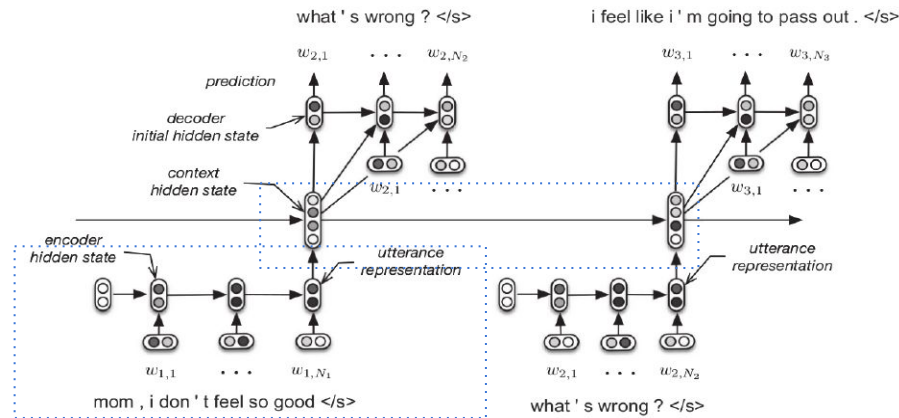 what ' s wrong ? </s>
i feel like i ' m going to pass out . </s>
w2,1 . . . w2,N2
w3,1 . . . w3,N3
prediction
decoder
initial hidden state
context
hidden state
w2,1 . . .
w3,1 . . .
encoder
hidden state
utterance
representation
utterance
representation
w1,1 . . . w1,N1
w2,1 . . . w2,N2
mom , i don ' t feel so good </s>
what ' s wrong ? </s>